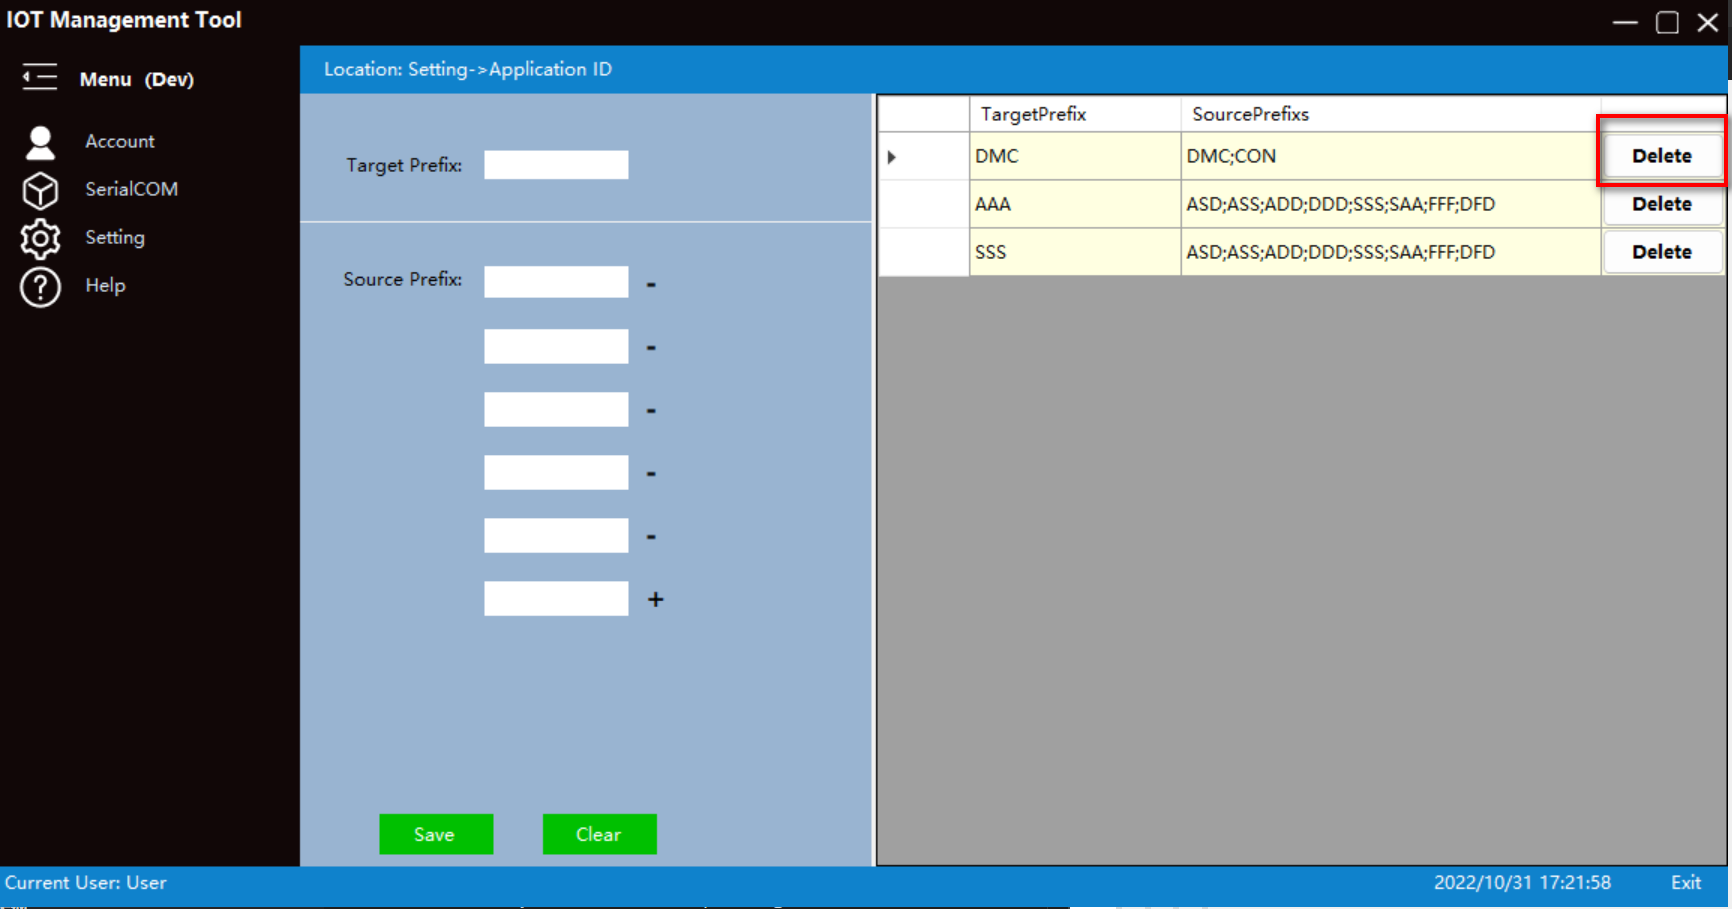 IOT Management Tool
Menu (Dev)
Account
SerialCOM
Setting
Help
Location: Setting->Application ID
Target Prefix:
Source Prefix:
-
-
-
-
-
+
Save Clear
TargetPrefix SourcePrefixs
DMC DMC;CON Delete
AAA ASD;ASS;ADD;DDD;SSS;SAA;FFF;DFD Delete
SSS ASD;ASS;ADD;DDD;SSS;SAA;FFF;DFD Delete
Current User: User 2022/10/31 17:21:58 Exit